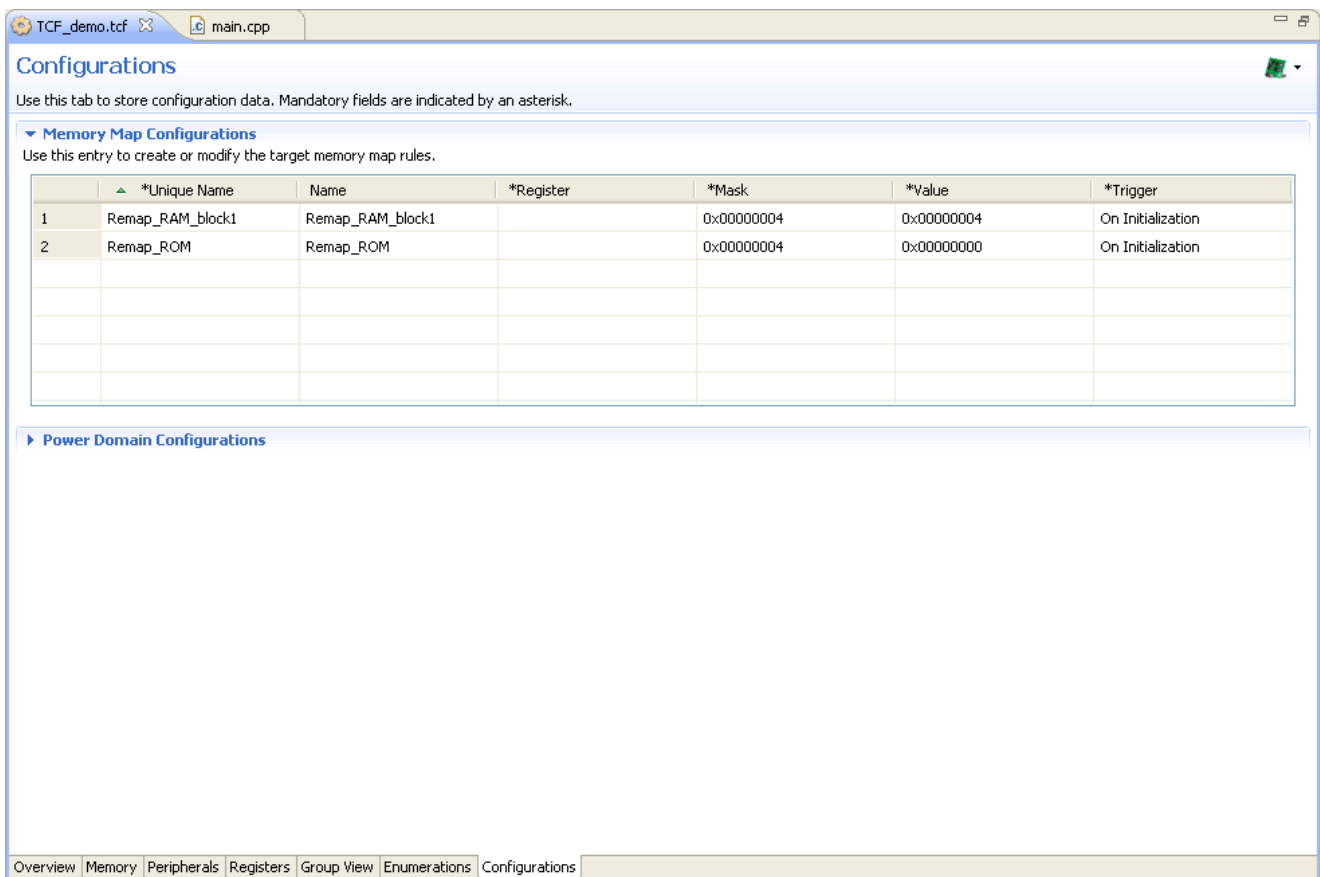 TCF_demo.tcf main.cpp
Configurations
Use this tab to store configuration data. Mandatory fields are indicated by an asterisk.
Memory Map Configurations
Use this entry to create or modify the target memory map rules.
*Unique Name Name *Register *Mask *Value *Trigger
1 Remap_RAM_block1 Remap_RAM_block1 0x00000004 0x00000004 On Initialization
2 Remap_ROM Remap_ROM 0x00000004 0x00000000 On Initialization
Power Domain Configurations
Overview Memory Peripherals Registers Group View Enumerations Configurations